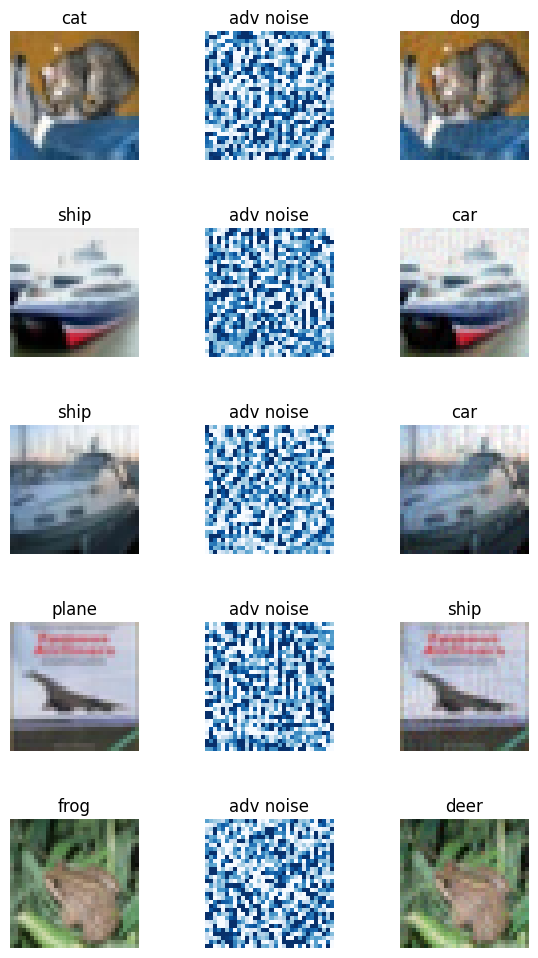 cat adv noise dog
ship adv noise car
ship adv noise car
plane adv noise ship
frog adv noise deer